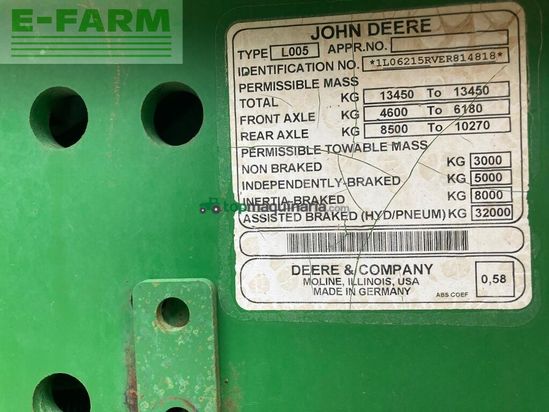 E-FARM
JOHN DEERE
TYPE L005 APPR.NO.
IDENTIFICATION NO. *1L06215RVER814818*
PERMISSIBLE MASS
TOTAL KG 13450 To 13450
FRONT AXLE KG 4600 To 6180
REAR AXLE KG 8500 To 10270
PERMISSIBLE TOWABLE MASS
NON BRAKED KG 3000
INDEPENDENTLY-BRAKED KG 5000
INERTIA-BRAKED KG 8000
topmaquinaria.com
ASSISTED BRAKED (HYD/PNEUM) KG 32000
DEERE & COMPANY
MOLINE, ILLINOIS, USA
MADE IN GERMANY
ABS COEF 0,58